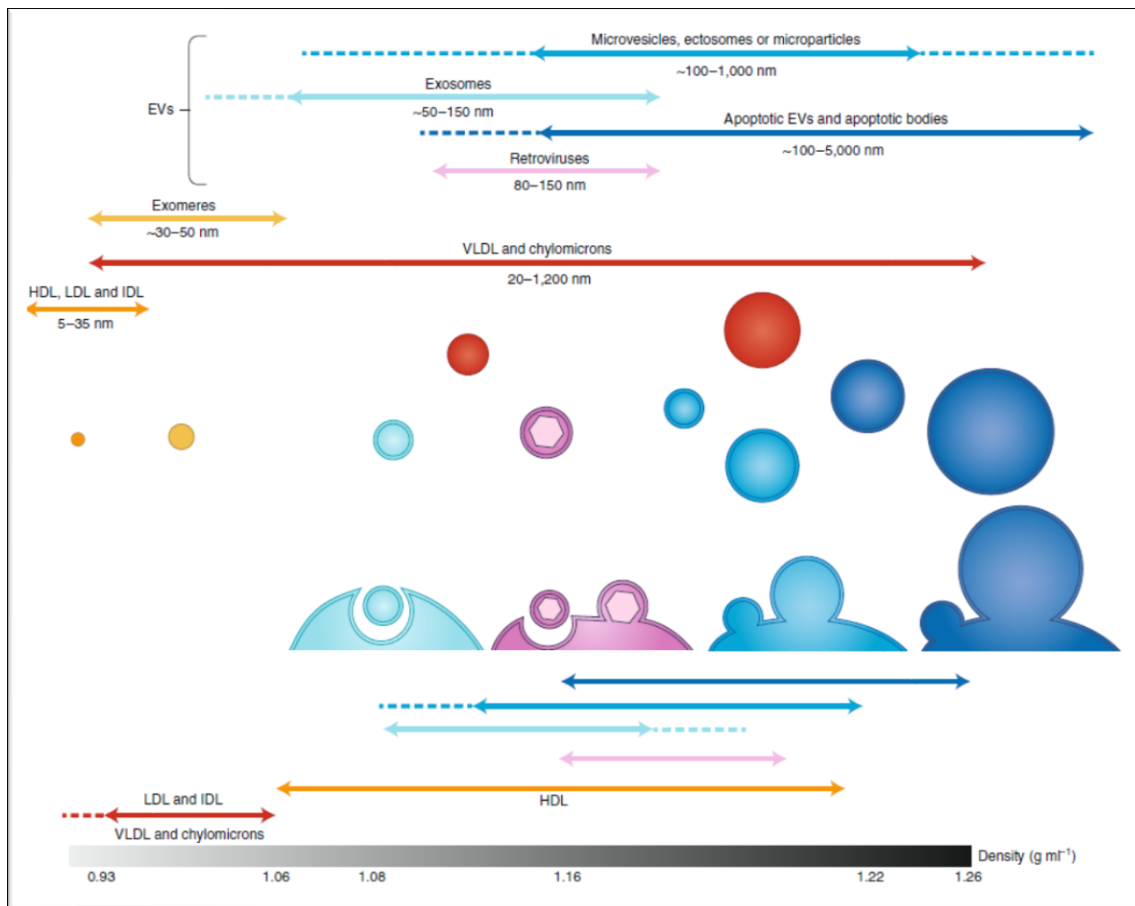 Microvesicles, ectosomes or microparticles
~100–1,000 nm
Exosomes
~50–150 nm
EVs
Apoptotic EVs and apoptotic bodies
~100–5,000 nm
Retroviruses
80–150 nm
Exomeres
~30–50 nm
VLDL and chylomicrons
20–1,200 nm
HDL, LDL and IDL
5–35 nm
LDL and IDL
HDL
VLDL and chylomicrons
Density (g ml⁻¹)
0.93 1.06 1.08 1.16 1.22 1.26